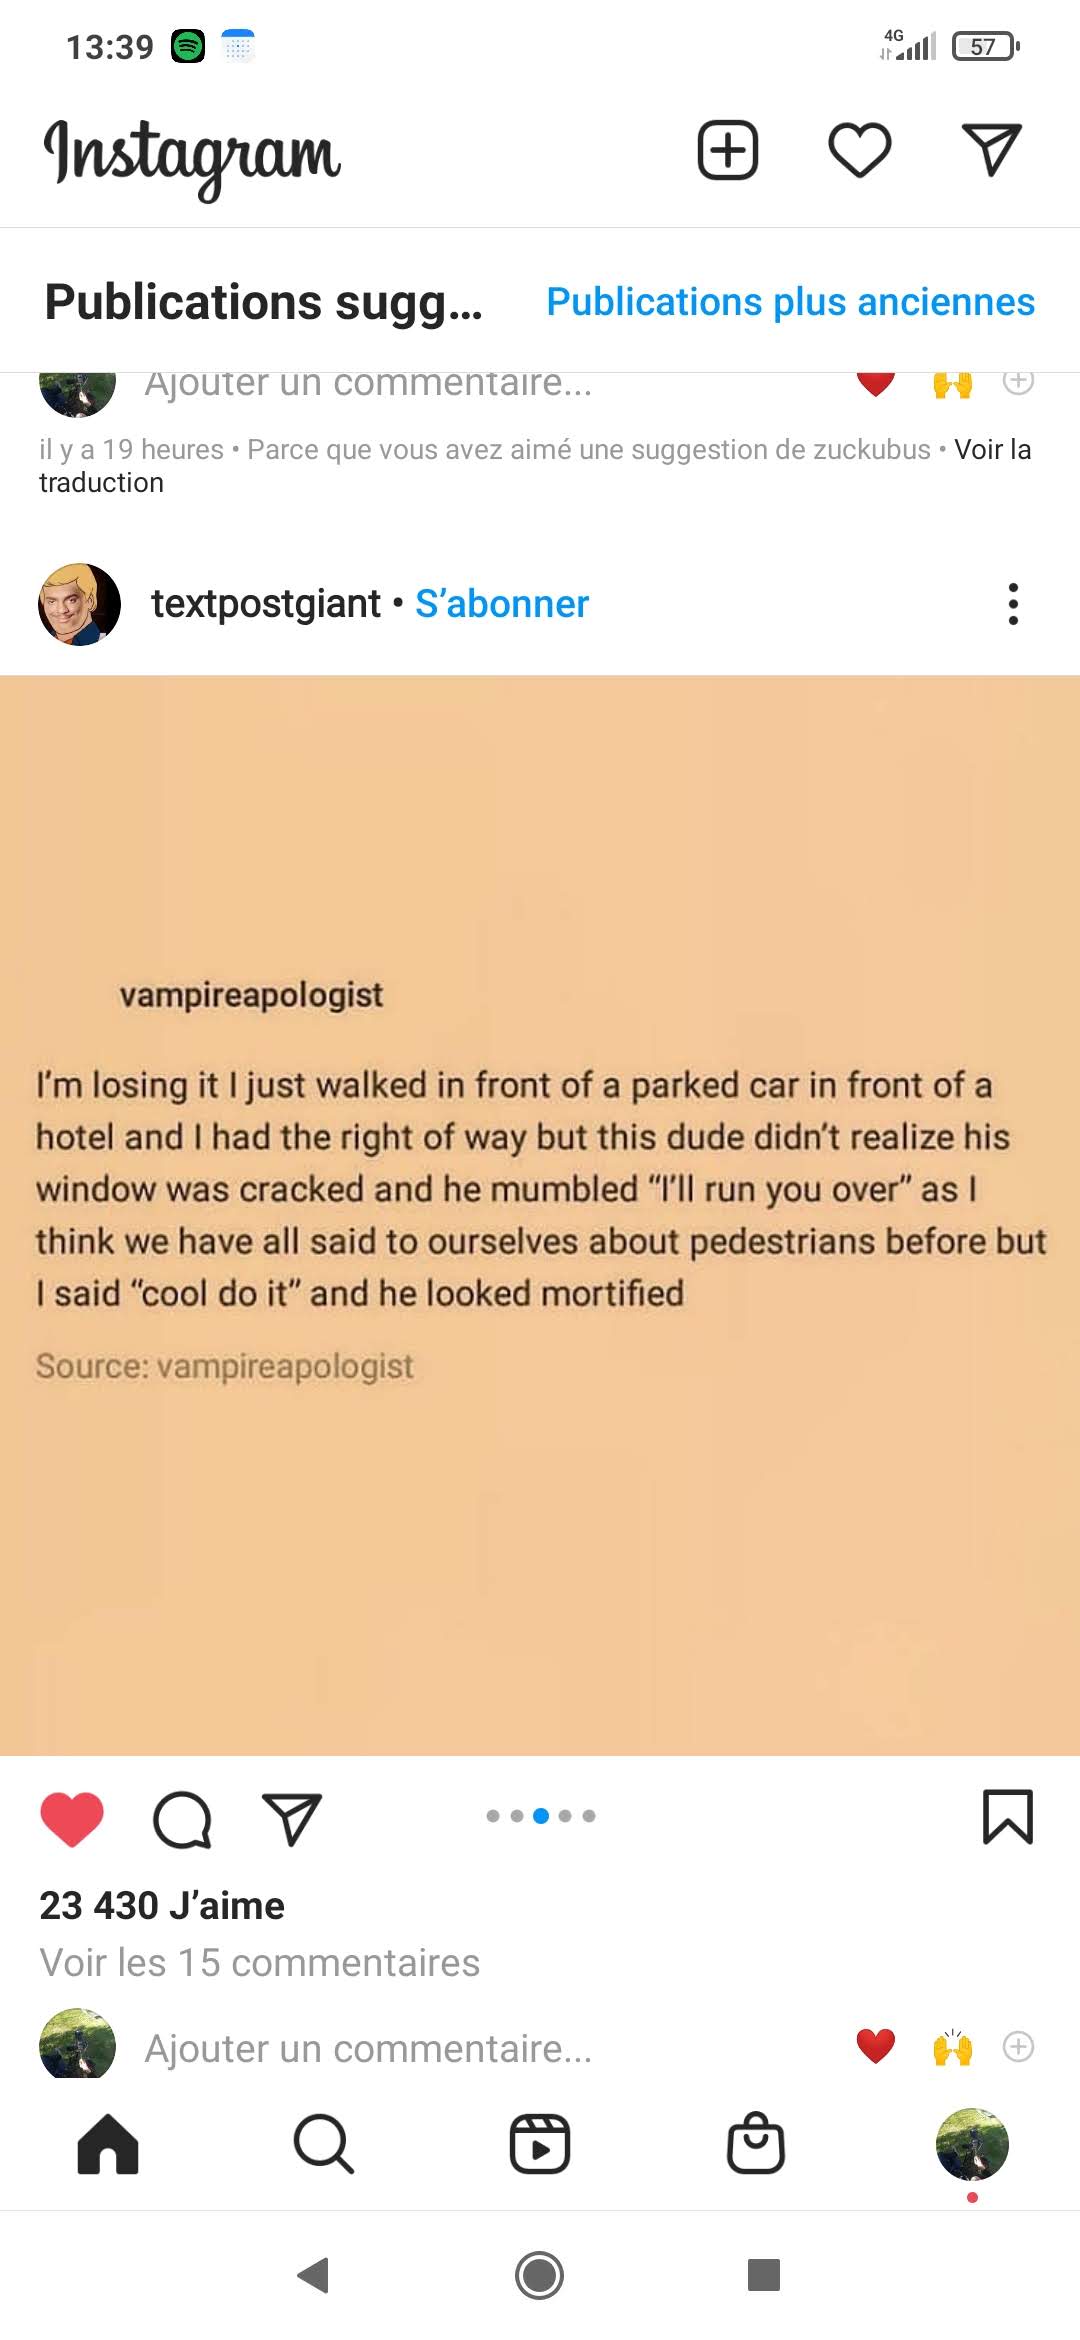 13:39
4G
57
Instagram
Publications sugg... Publications plus anciennes
Ajouter un commentaire...
il y a 19 heures • Parce que vous avez aimé une suggestion de zuckubus • Voir la
traduction
textpostgiant • S’abonner
vampireapologist
I’m losing it I just walked in front of a parked car in front of a
hotel and I had the right of way but this dude didn’t realize his
window was cracked and he mumbled “I’ll run you over” as I
think we have all said to ourselves about pedestrians before but
I said “cool do it” and he looked mortified
Source: vampireapologist
23 430 J’aime
Voir les 15 commentaires
Ajouter un commentaire...